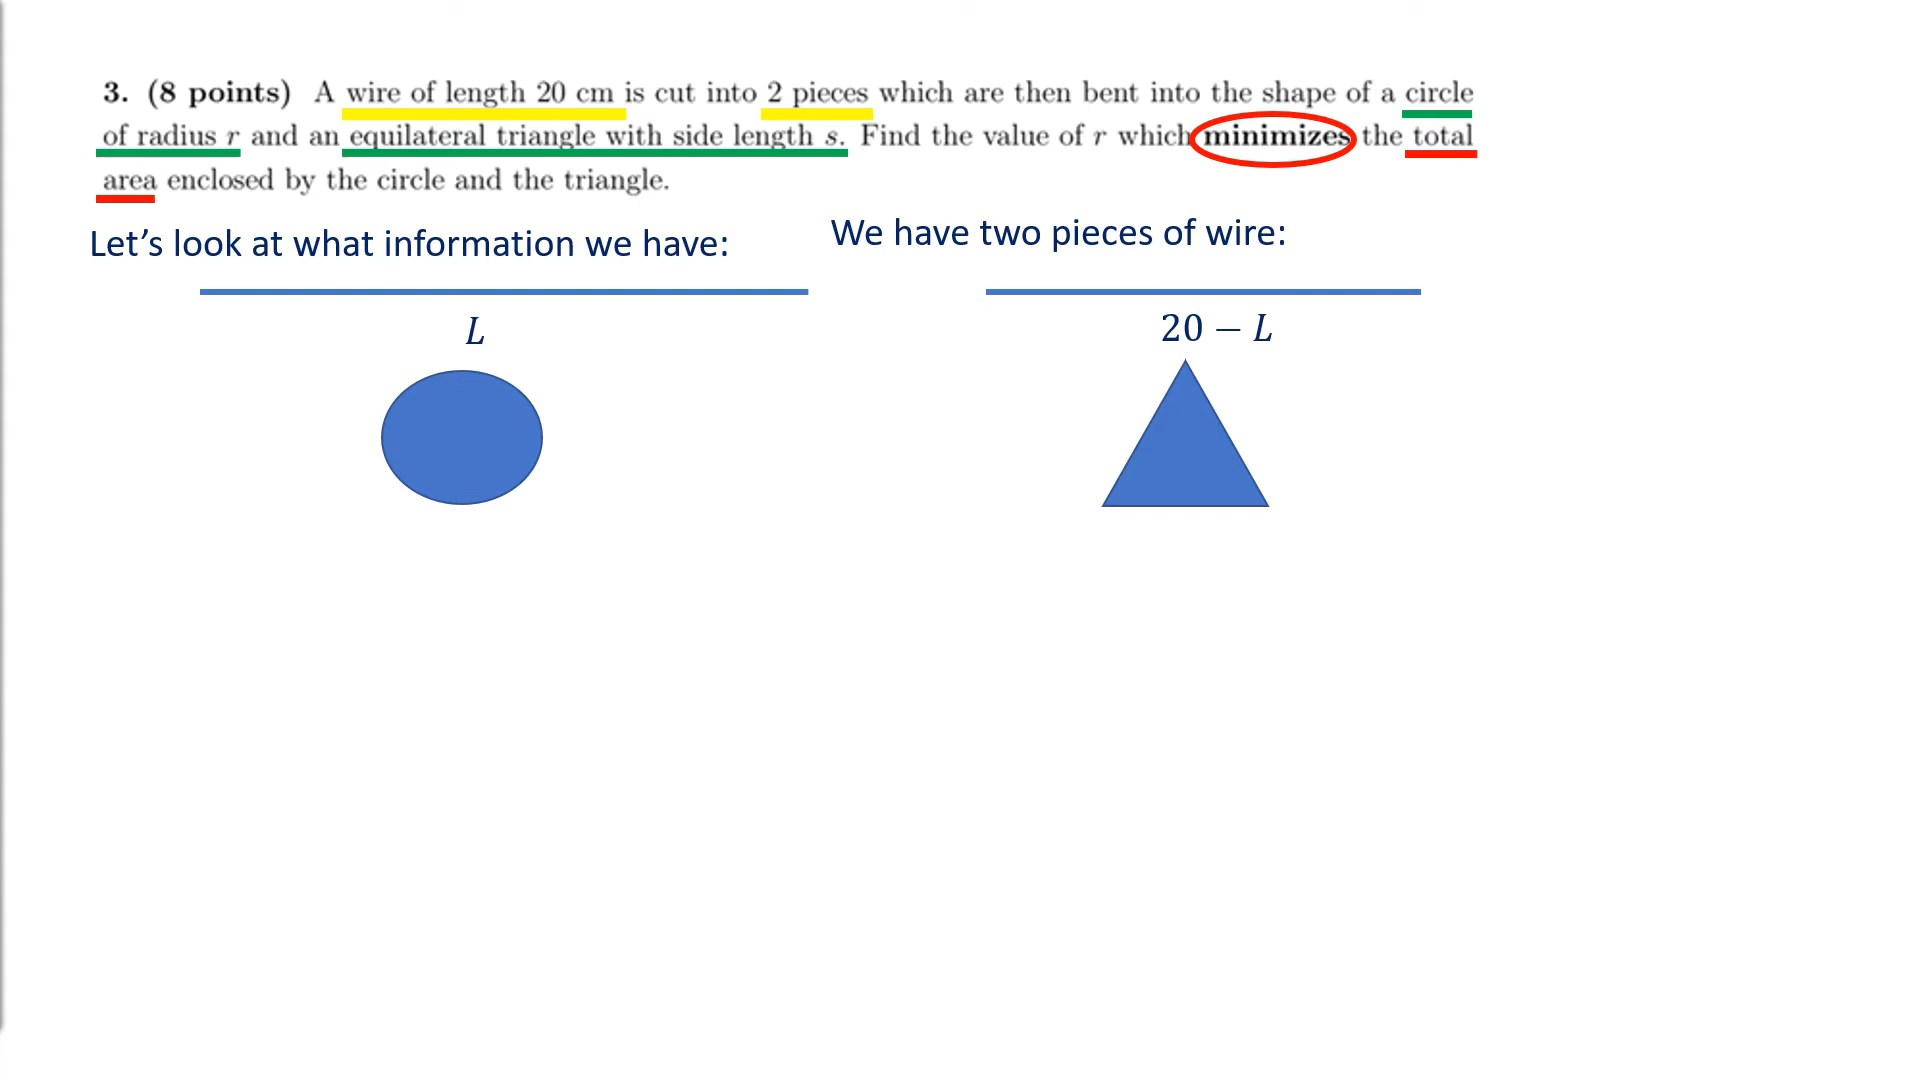 3. (8 points) A wire of length 20 cm is cut into 2 pieces which are then bent into the shape of a circle
of radius r and an equilateral triangle with side length s. Find the value of r which minimizes the total
area enclosed by the circle and the triangle.
Let’s look at what information we have:
We have two pieces of wire:
L
20 − L